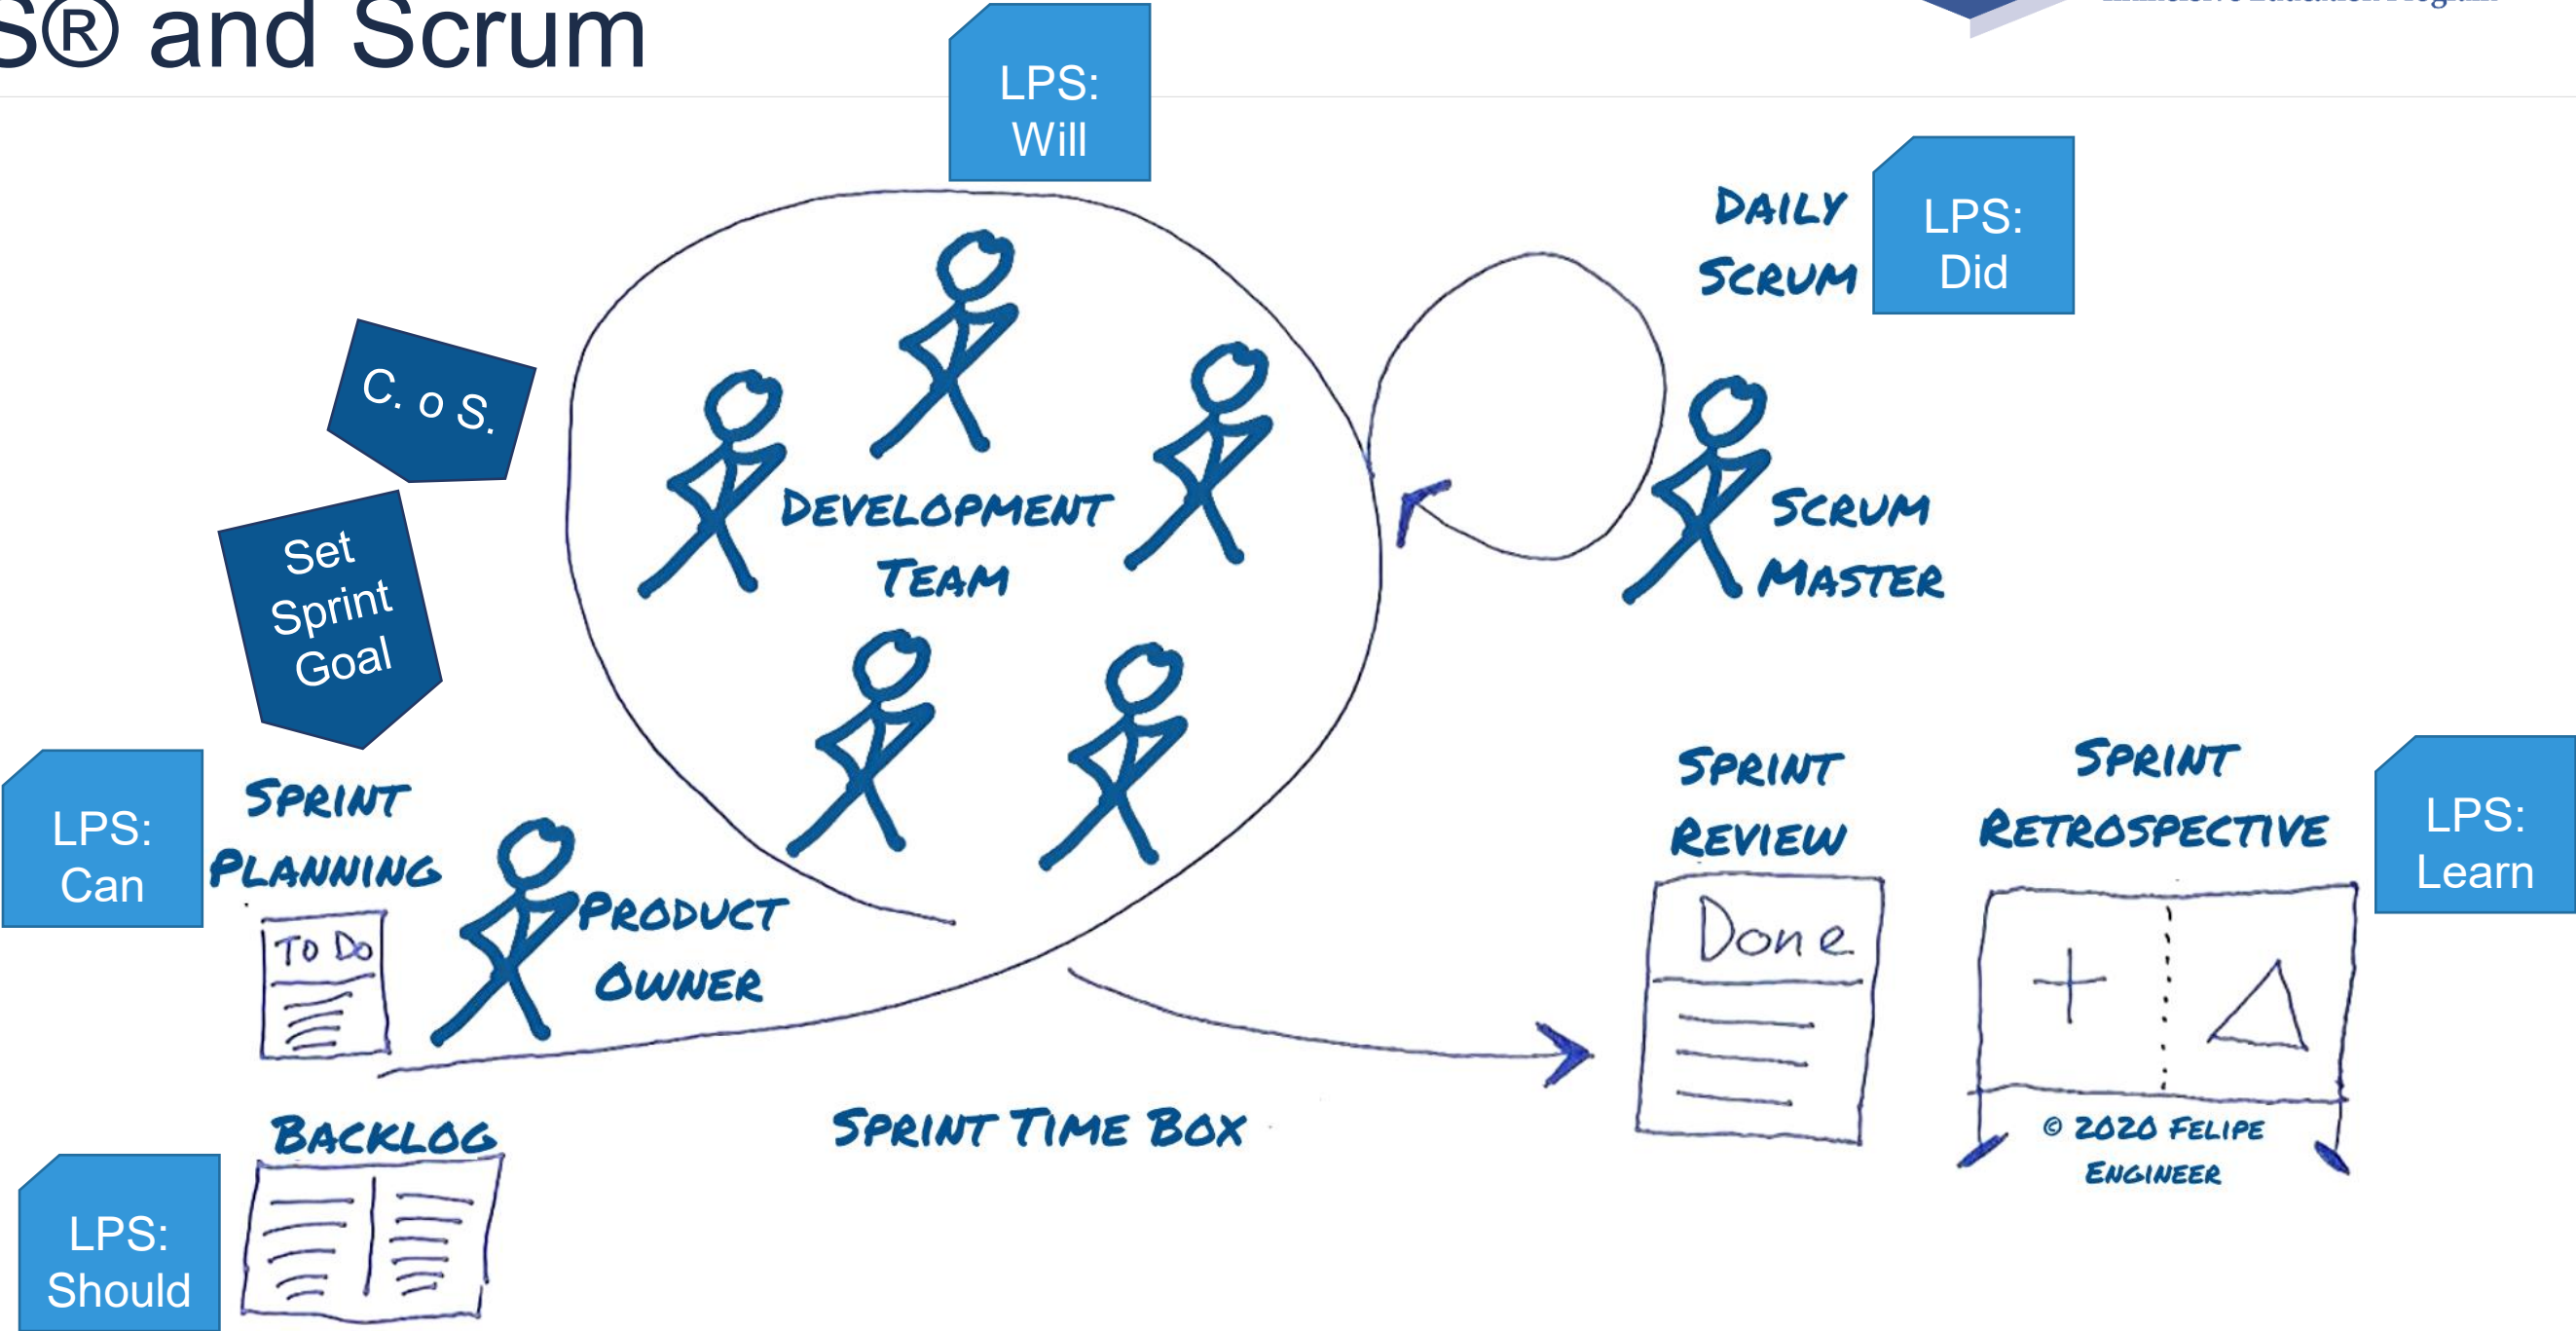 S® and Scrum
LPS:
Will
DAILY
SCRUM
LPS:
Did
C. o S.
DEVELOPMENT
TEAM
SCRUM
MASTER
Set
Sprint
Goal
LPS:
Can
SPRINT
PLANNING
TO DO
PRODUCT
OWNER
SPRINT
REVIEW
Done
SPRINT
RETROSPECTIVE
LPS:
Learn
© 2020 FELIPE
ENGINEER
SPRINT TIME BOX
BACKLOG
LPS:
Should